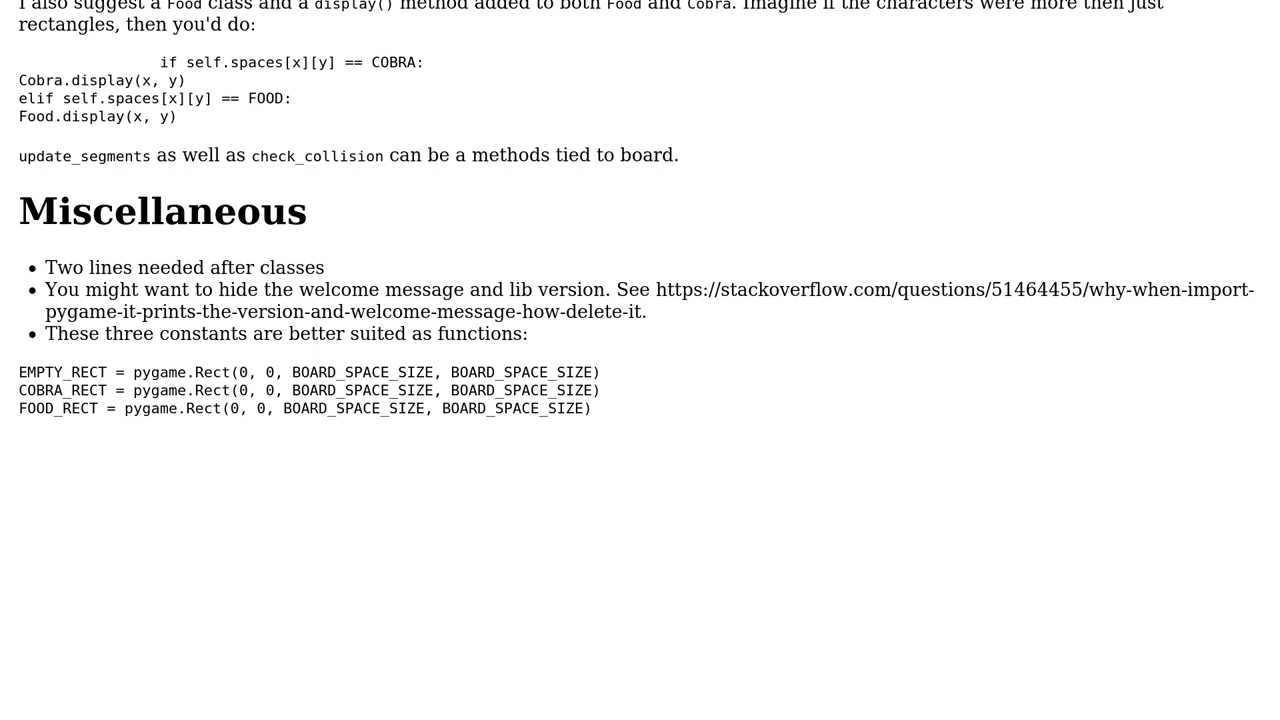 I also suggest a Food class and a display() method added to both Food and Cobra. Imagine if the characters were more then just
rectangles, then you'd do:
if self.spaces[x][y] == COBRA:
Cobra.display(x, y)
elif self.spaces[x][y] == FOOD:
Food.display(x, y)
update_segments as well as check_collision can be a methods tied to board.
Miscellaneous
• Two lines needed after classes
• You might want to hide the welcome message and lib version. See https://stackoverflow.com/questions/51464455/why-when-import-
pygame-it-prints-the-version-and-welcome-message-how-delete-it.
• These three constants are better suited as functions:
EMPTY_RECT = pygame.Rect(0, 0, BOARD_SPACE_SIZE, BOARD_SPACE_SIZE)
COBRA_RECT = pygame.Rect(0, 0, BOARD_SPACE_SIZE, BOARD_SPACE_SIZE)
FOOD_RECT = pygame.Rect(0, 0, BOARD_SPACE_SIZE, BOARD_SPACE_SIZE)